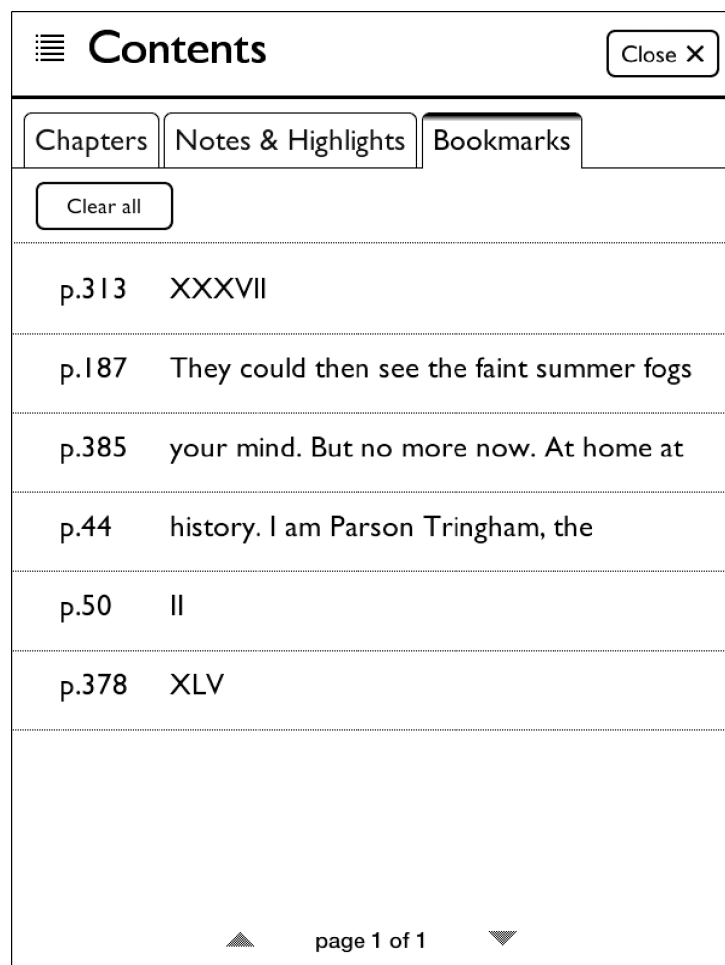 Contents
Close X
Chapters Notes & Highlights Bookmarks
Clear all
p.313 XXXVII
p.187 They could then see the faint summer fogs
p.385 your mind. But no more now. At home at
p.44 history. I am Parson Tringham, the
p.50 II
p.378 XLV
page 1 of 1